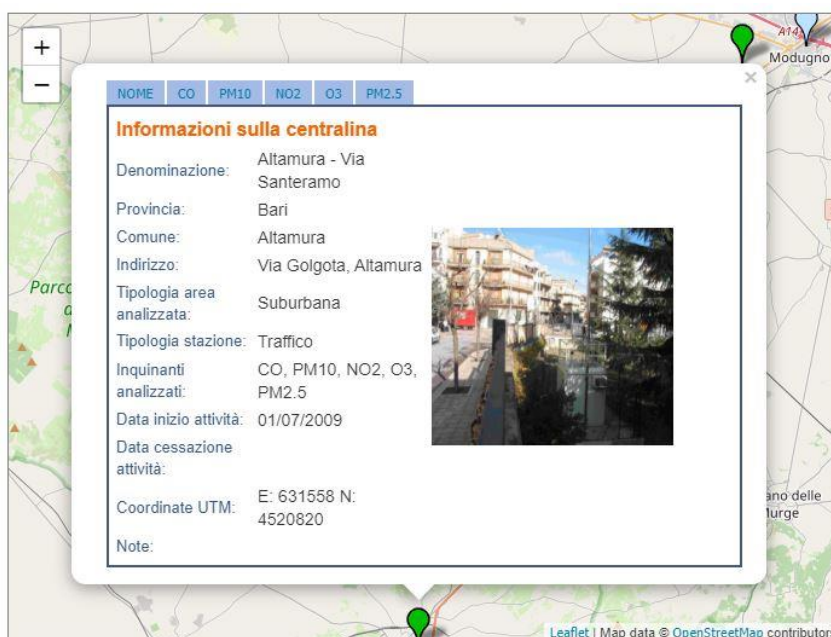 +
−
A14
Modugno
×
NOME CO PM10 NO2 O3 PM2.5
Informazioni sulla centralina
Denominazione: Altamura - Via
Santeramo
Provincia: Bari
Comune: Altamura
Indirizzo: Via Golgota, Altamura
Tipologia area
analizzata: Suburbana
Tipologia stazione: Traffico
Inquinanti
analizzati: CO, PM10, NO2, O3,
PM2.5
Data inizio attività: 01/07/2009
Data cessazione
attività:
Coordinate UTM: E: 631558 N:
4520820
Note:
Parco
ano delle
Murge
Leaflet | Map data © OpenStreetMap contributors